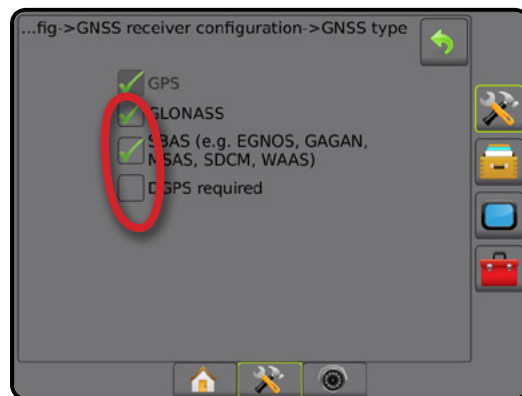 ...fig->GNSS receiver configuration->GNSS type
GPS
GLONASS
SBAS (e.g. EGNOS, GAGAN,
MSAS, SDCM, WAAS)
DGPS required